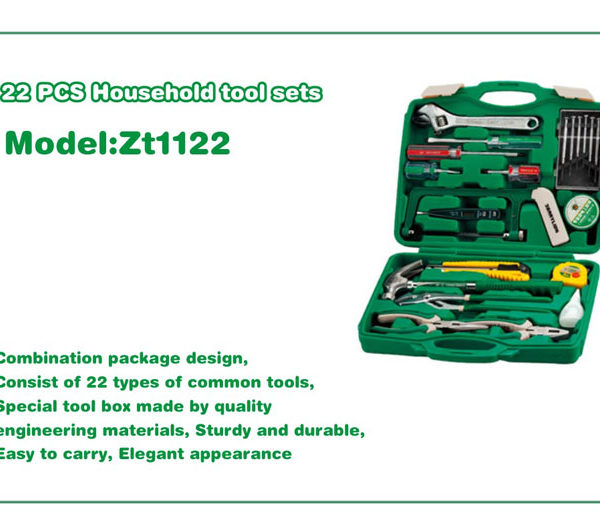 22 PCS Household tool sets
Model:Zt1122
Combination package design,
Consist of 22 types of common tools,
Special tool box made by quality
engineering materials, Sturdy and durable,
Easy to carry, Elegant appearance